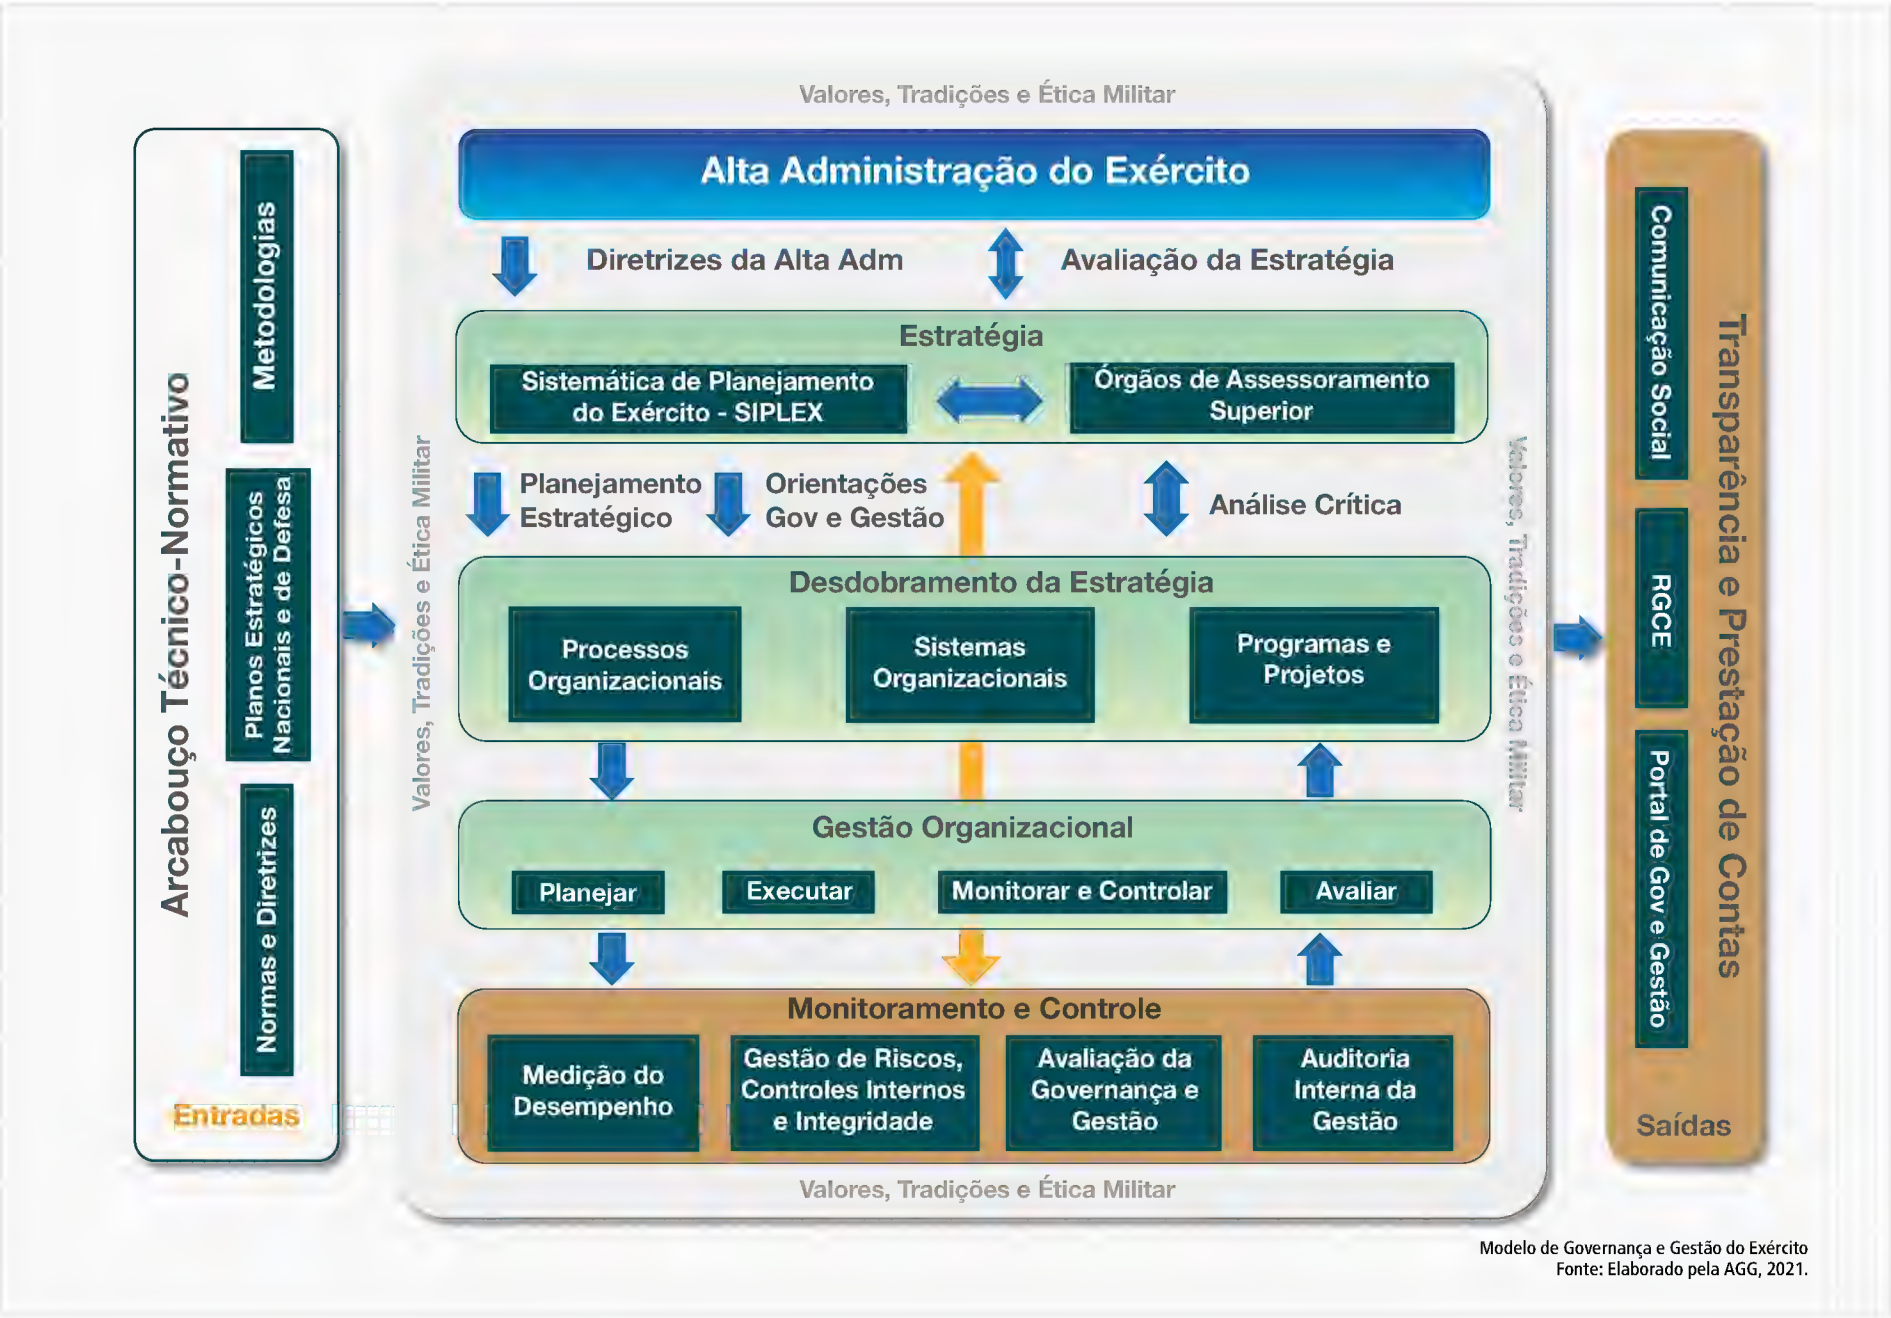 Valores, Tradições e Ética Militar
Alta Administração do Exército
Diretrizes da Alta Adm
Avaliação da Estratégia
Estratégia
Sistemática de Planejamento
do Exército - SIPLEX
Órgãos de Assessoramento
Superior
Planejamento
Estratégico
Orientações
Gov e Gestão
Análise Crítica
Desdobramento da Estratégia
Processos
Organizacionais
Sistemas
Organizacionais
Programas e
Projetos
Gestão Organizacional
Planejar
Executar
Monitorar e Controlar
Avaliar
Monitoramento e Controle
Medição do
Desempenho
Gestão de Riscos,
Controles Internos
e Integridade
Avaliação da
Governança e
Gestão
Auditoria
Interna da
Gestão
Valores, Tradições e Ética Militar
Valores, Tradições e Ética Militar
Valores, Tradições e Ética Militar
Arcabouço Técnico-Normativo
Metodologias
Planos Estratégicos
Nacionais e de Defesa
Normas e Diretrizes
Entradas
Comunicação Social
RGCE
Portal de Gov e Gestão
Transparência e Prestação de Contas
Saídas
Modelo de Governança e Gestão do Exército
Fonte: Elaborado pela AGG, 2021.